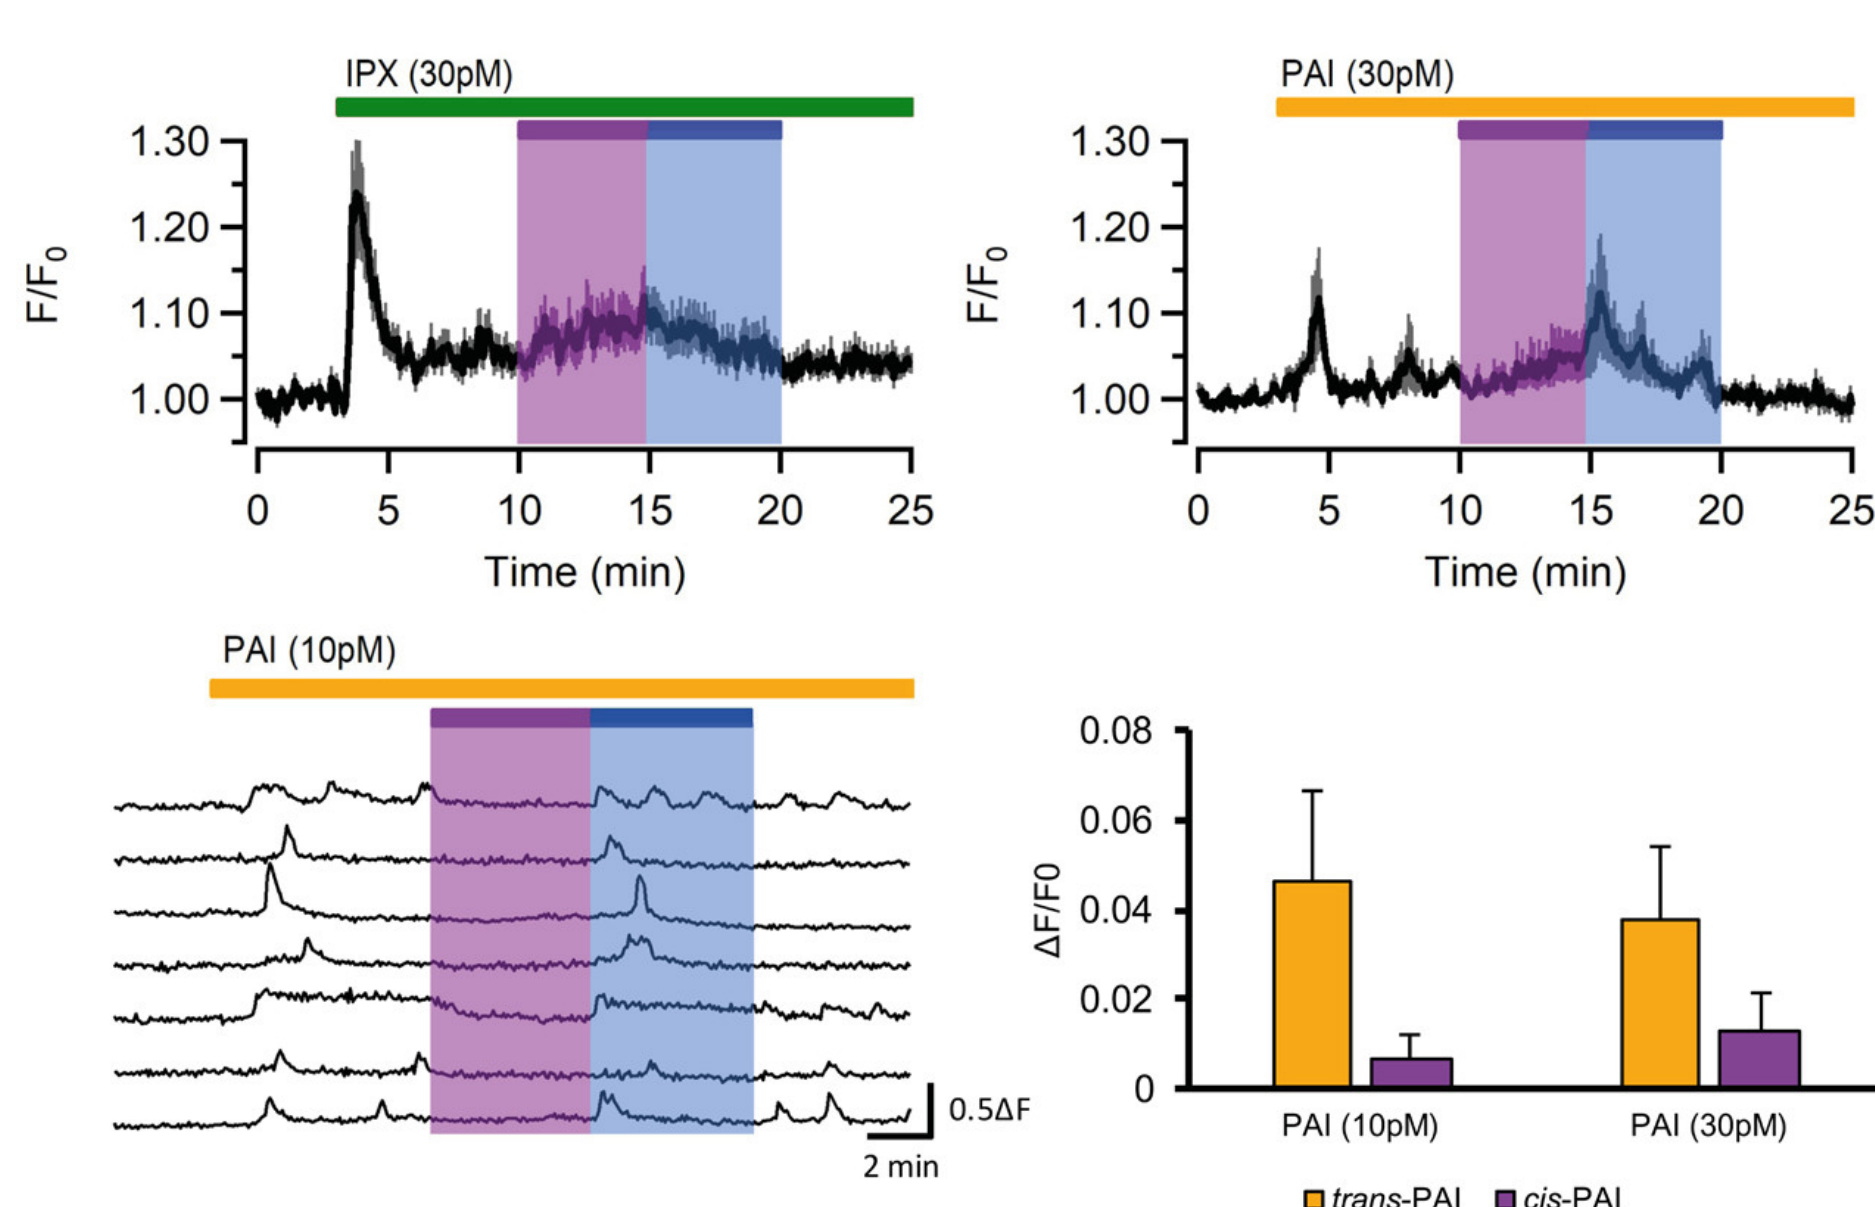 IPX (30pM)
1.30
1.20
1.10
1.00
F/F0
0 5 10 15 20 25
Time (min)
PAI (30pM)
1.30
1.20
1.10
1.00
F/F0
0 5 10 15 20 25
Time (min)
PAI (10pM)
0.5ΔF
2 min
0.08
0.06
0.04
0.02
0
ΔF/F0
PAI (10pM) PAI (30pM)
trans-PAI cis-PAI